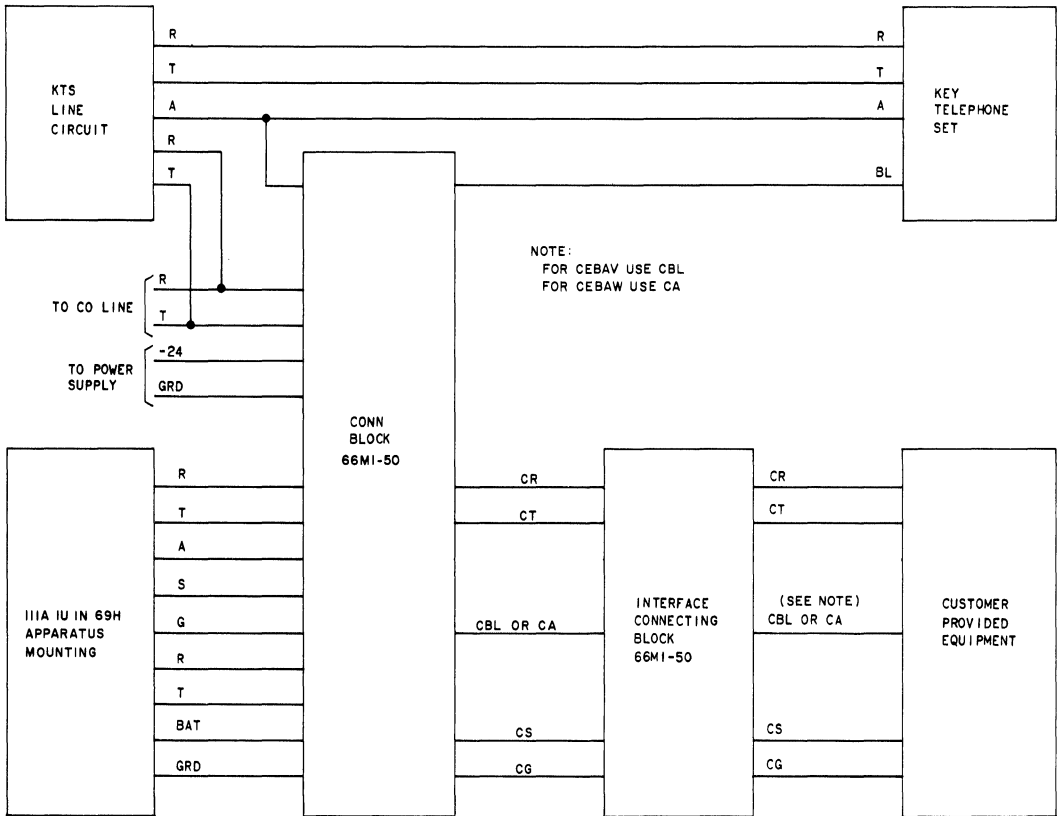 KTS
LINE
CIRCUIT
R
T
A
R
T
R
T
A
BL
KEY
TELEPHONE
SET
NOTE:
FOR CEBAV USE CBL
FOR CEBAW USE CA
TO CO LINE
R
T
TO POWER
SUPPLY
-24
GRD
CONN
BLOCK
66MI-50
IIIA IU IN 69H
APPARATUS
MOUNTING
R
T
A
S
G
R
T
BAT
GRD
CR
CT
CBL OR CA
CS
CG
INTERFACE
CONNECTING
BLOCK
66MI-50
CR
CT
(SEE NOTE)
CBL OR CA
CS
CG
CUSTOMER
PROVIDED
EQUIPMENT